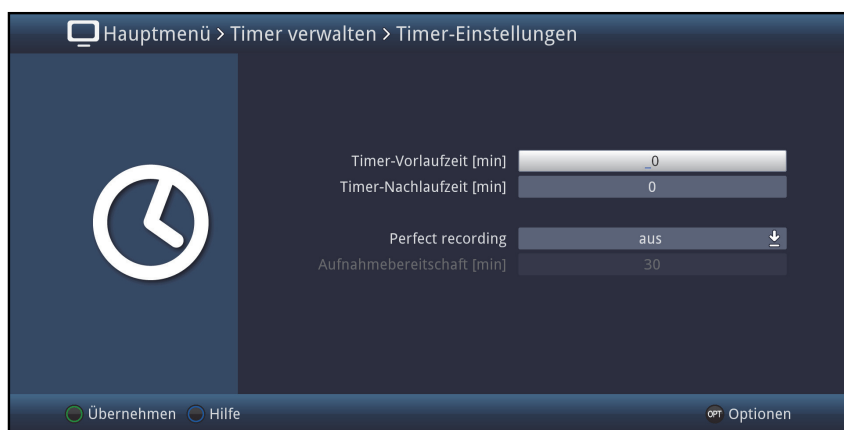 Hauptmenü > Timer verwalten > Timer-Einstellungen
Timer-Vorlaufzeit [min] _0
Timer-Nachlaufzeit [min] 0
Perfect recording aus
Aufnahmebereitschaft [min] 30
Übernehmen Hilfe OPT Optionen